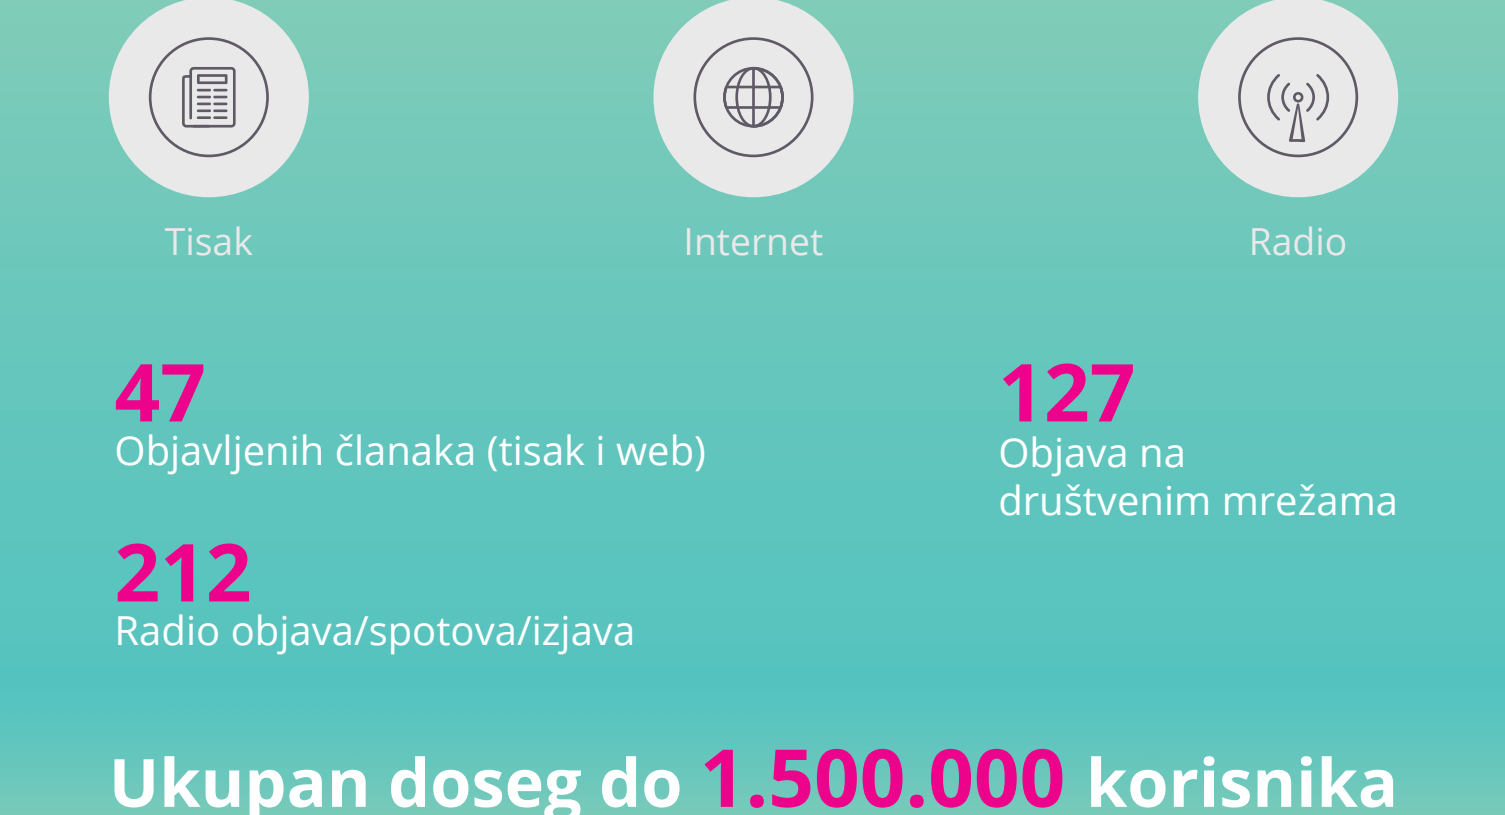 Tisak
Internet
Radio
47
Objavljenih članaka (tisak i web)
127
Objava na
društvenim mrežama
212
Radio objava/spotova/izjava
Ukupan doseg do 1.500.000 korisnika